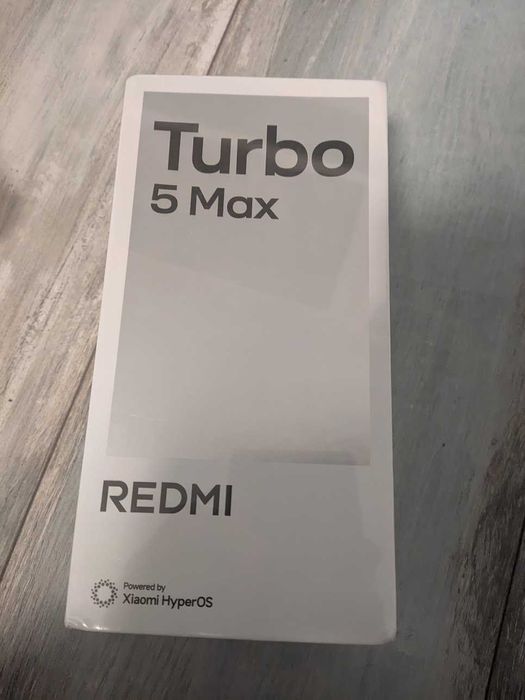 Turbo
5 Max
REDMI
Powered by
Xiaomi HyperOS